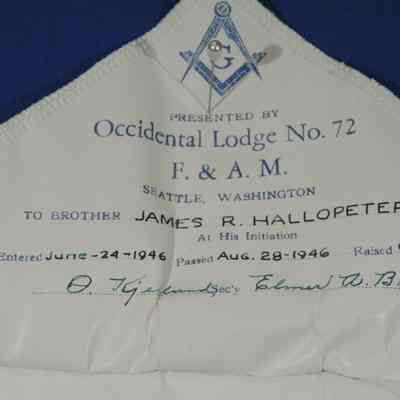 G
PRESENTED BY
Occidental Lodge No. 72
F. & A. M.
SEATTLE, WASHINGTON
TO BROTHER JAMES R. HALLOPETER
At His Initiation
Entered June-24-1946 Passed Aug. 28-1946 Raised
O. Sec'y Elmer W. B